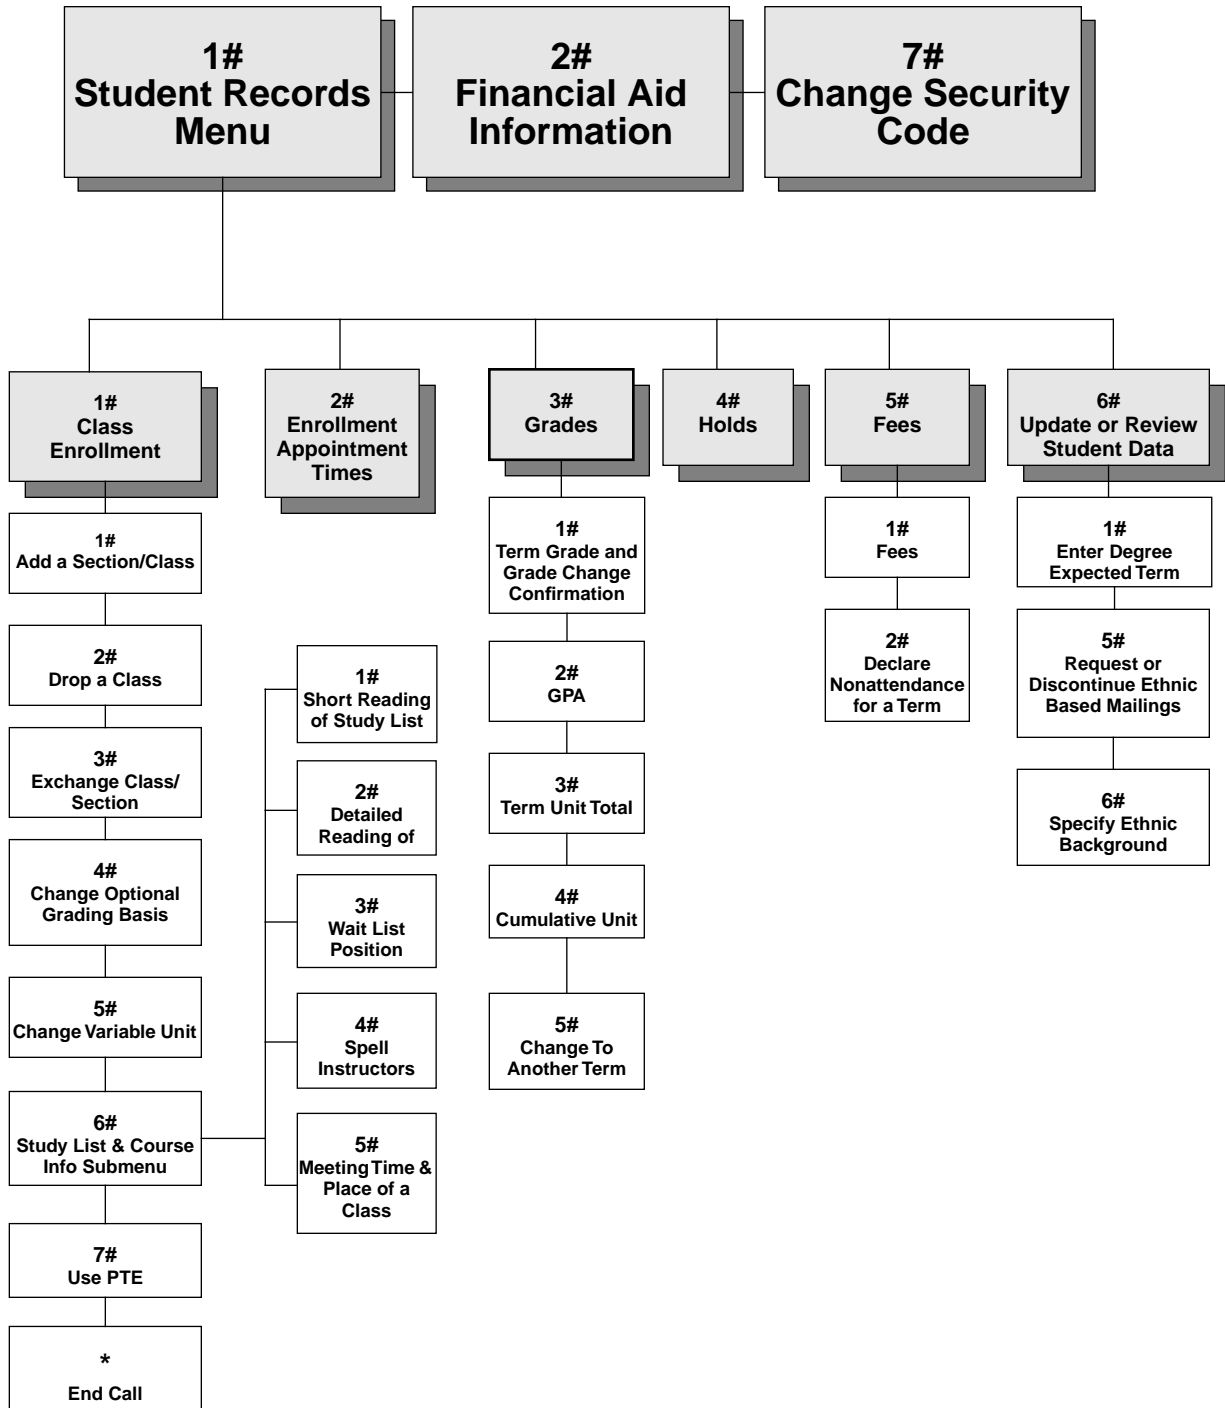 1#
Student Records
Menu
2#
Financial Aid
Information
7#
Change Security
Code
1#
Class
Enrollment
2#
Enrollment
Appointment
Times
3#
Grades
4#
Holds
5#
Fees
6#
Update or Review
Student Data
1#
Add a Section/Class
2#
Drop a Class
3#
Exchange Class/
Section
4#
Change Optional
Grading Basis
5#
Change Variable Unit
6#
Study List & Course
Info Submenu
7#
Use PTE
*
End Call
1#
Short Reading
of Study List
2#
Detailed
Reading of
3#
Wait List
Position
4#
Spell
Instructors
5#
Meeting Time &
Place of a
Class
1#
Term Grade and
Grade Change
Confirmation
2#
GPA
3#
Term Unit Total
4#
Cumulative Unit
5#
Change To
Another Term
1#
Fees
2#
Declare
Nonattendance
for a Term
1#
Enter Degree
Expected Term
5#
Request or
Discontinue Ethnic
Based Mailings
6#
Specify Ethnic
Background